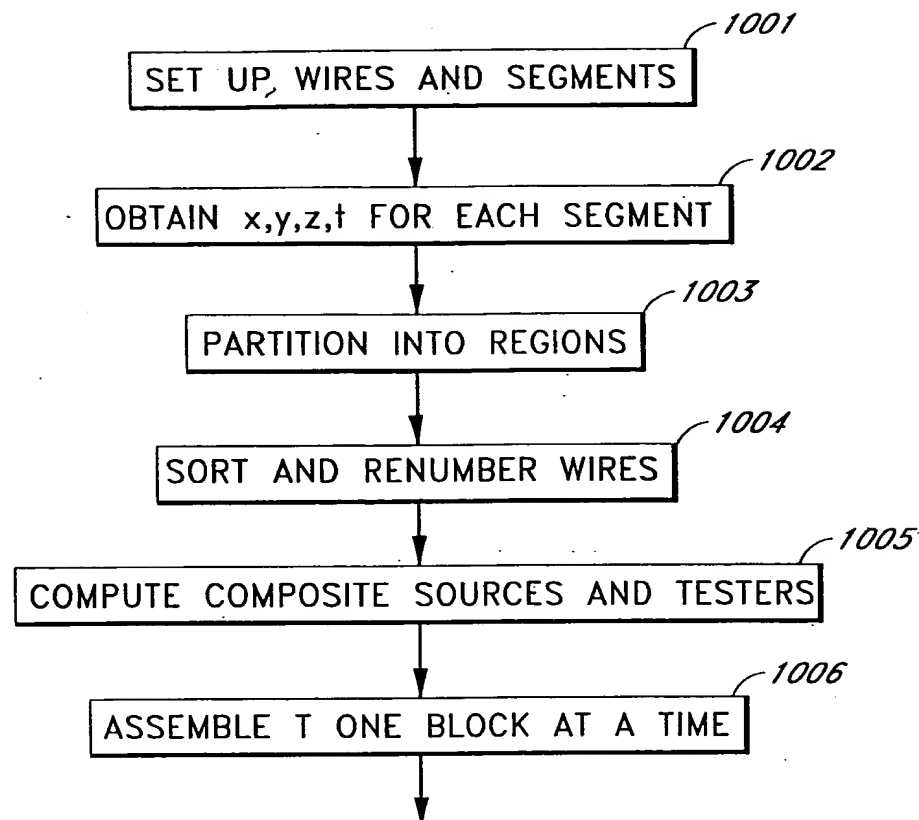 1001
SET UP, WIRES AND SEGMENTS
1002
OBTAIN x,y,z,t FOR EACH SEGMENT
1003
PARTITION INTO REGIONS
1004
SORT AND RENUMBER WIRES
1005
COMPUTE COMPOSITE SOURCES AND TESTERS
1006
ASSEMBLE T ONE BLOCK AT A TIME